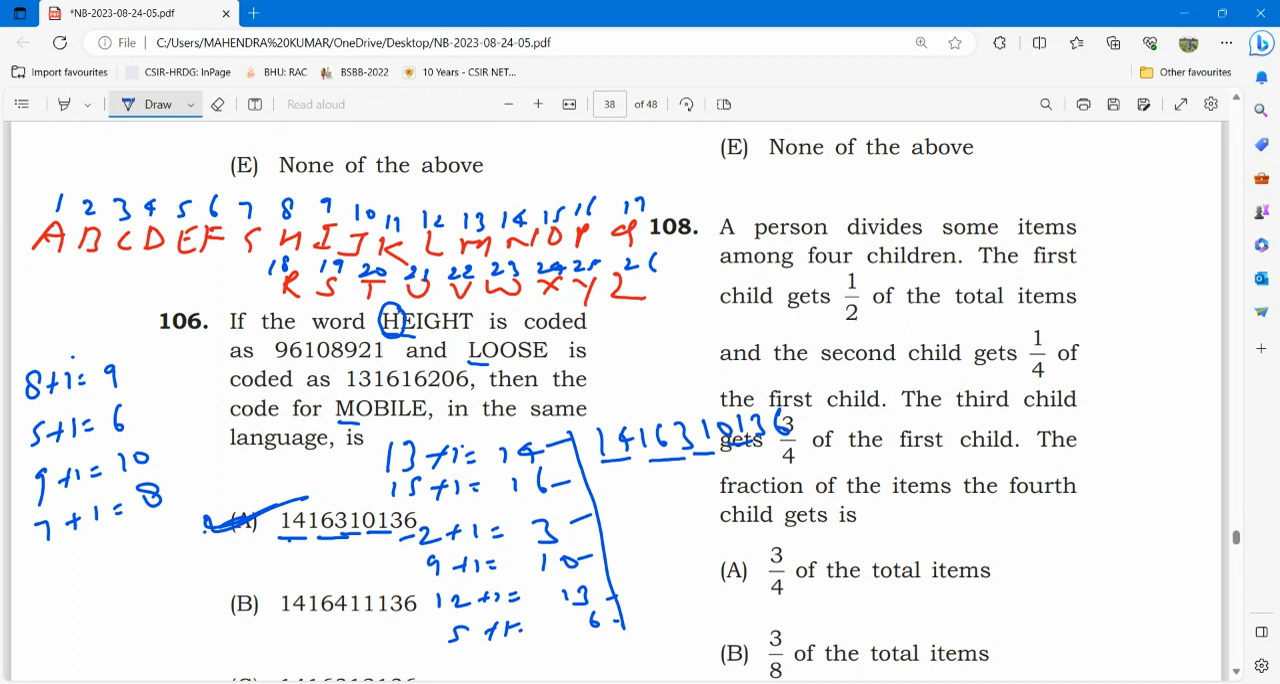 *NB-2023-08-24-05.pdf
File C:/Users/MAHENDRA%20KUMAR/OneDrive/Desktop/NB-2023-08-24-05.pdf
Import favourites CSIR-HRDG: InPage BHU: RAC BSBB-2022 10 Years - CSIR NET... Other favourites
Draw Read aloud 38 of 48
(E) None of the above
1 2 3 4 5 6 7 8 9 10 11 12 13 14 15 16 17
A B C D E F G H I J K L M N O P Q
18 19 20 21 22 23 24 25 26
R S T U V W X Y Z
106. If the word HEIGHT is coded
as 96108921 and LOOSE is
coded as 131616206, then the
code for MOBILE, in the same
language, is
8+1= 9
5+1= 6
9+1= 10
7+1= 8
13+1= 14
15+1= 16
2+1= 3
9+1= 10
12+1= 13
5+1= 6
1416310136
(A) 1416310136
(B) 1416411136
(E) None of the above
108. A person divides some items
among four children. The first
child gets 1/2 of the total items
and the second child gets 1/4 of
the first child. The third child
gets 3/4 of the first child. The
fraction of the items the fourth
child gets is
(A) 3/4 of the total items
(B) 3/8 of the total items